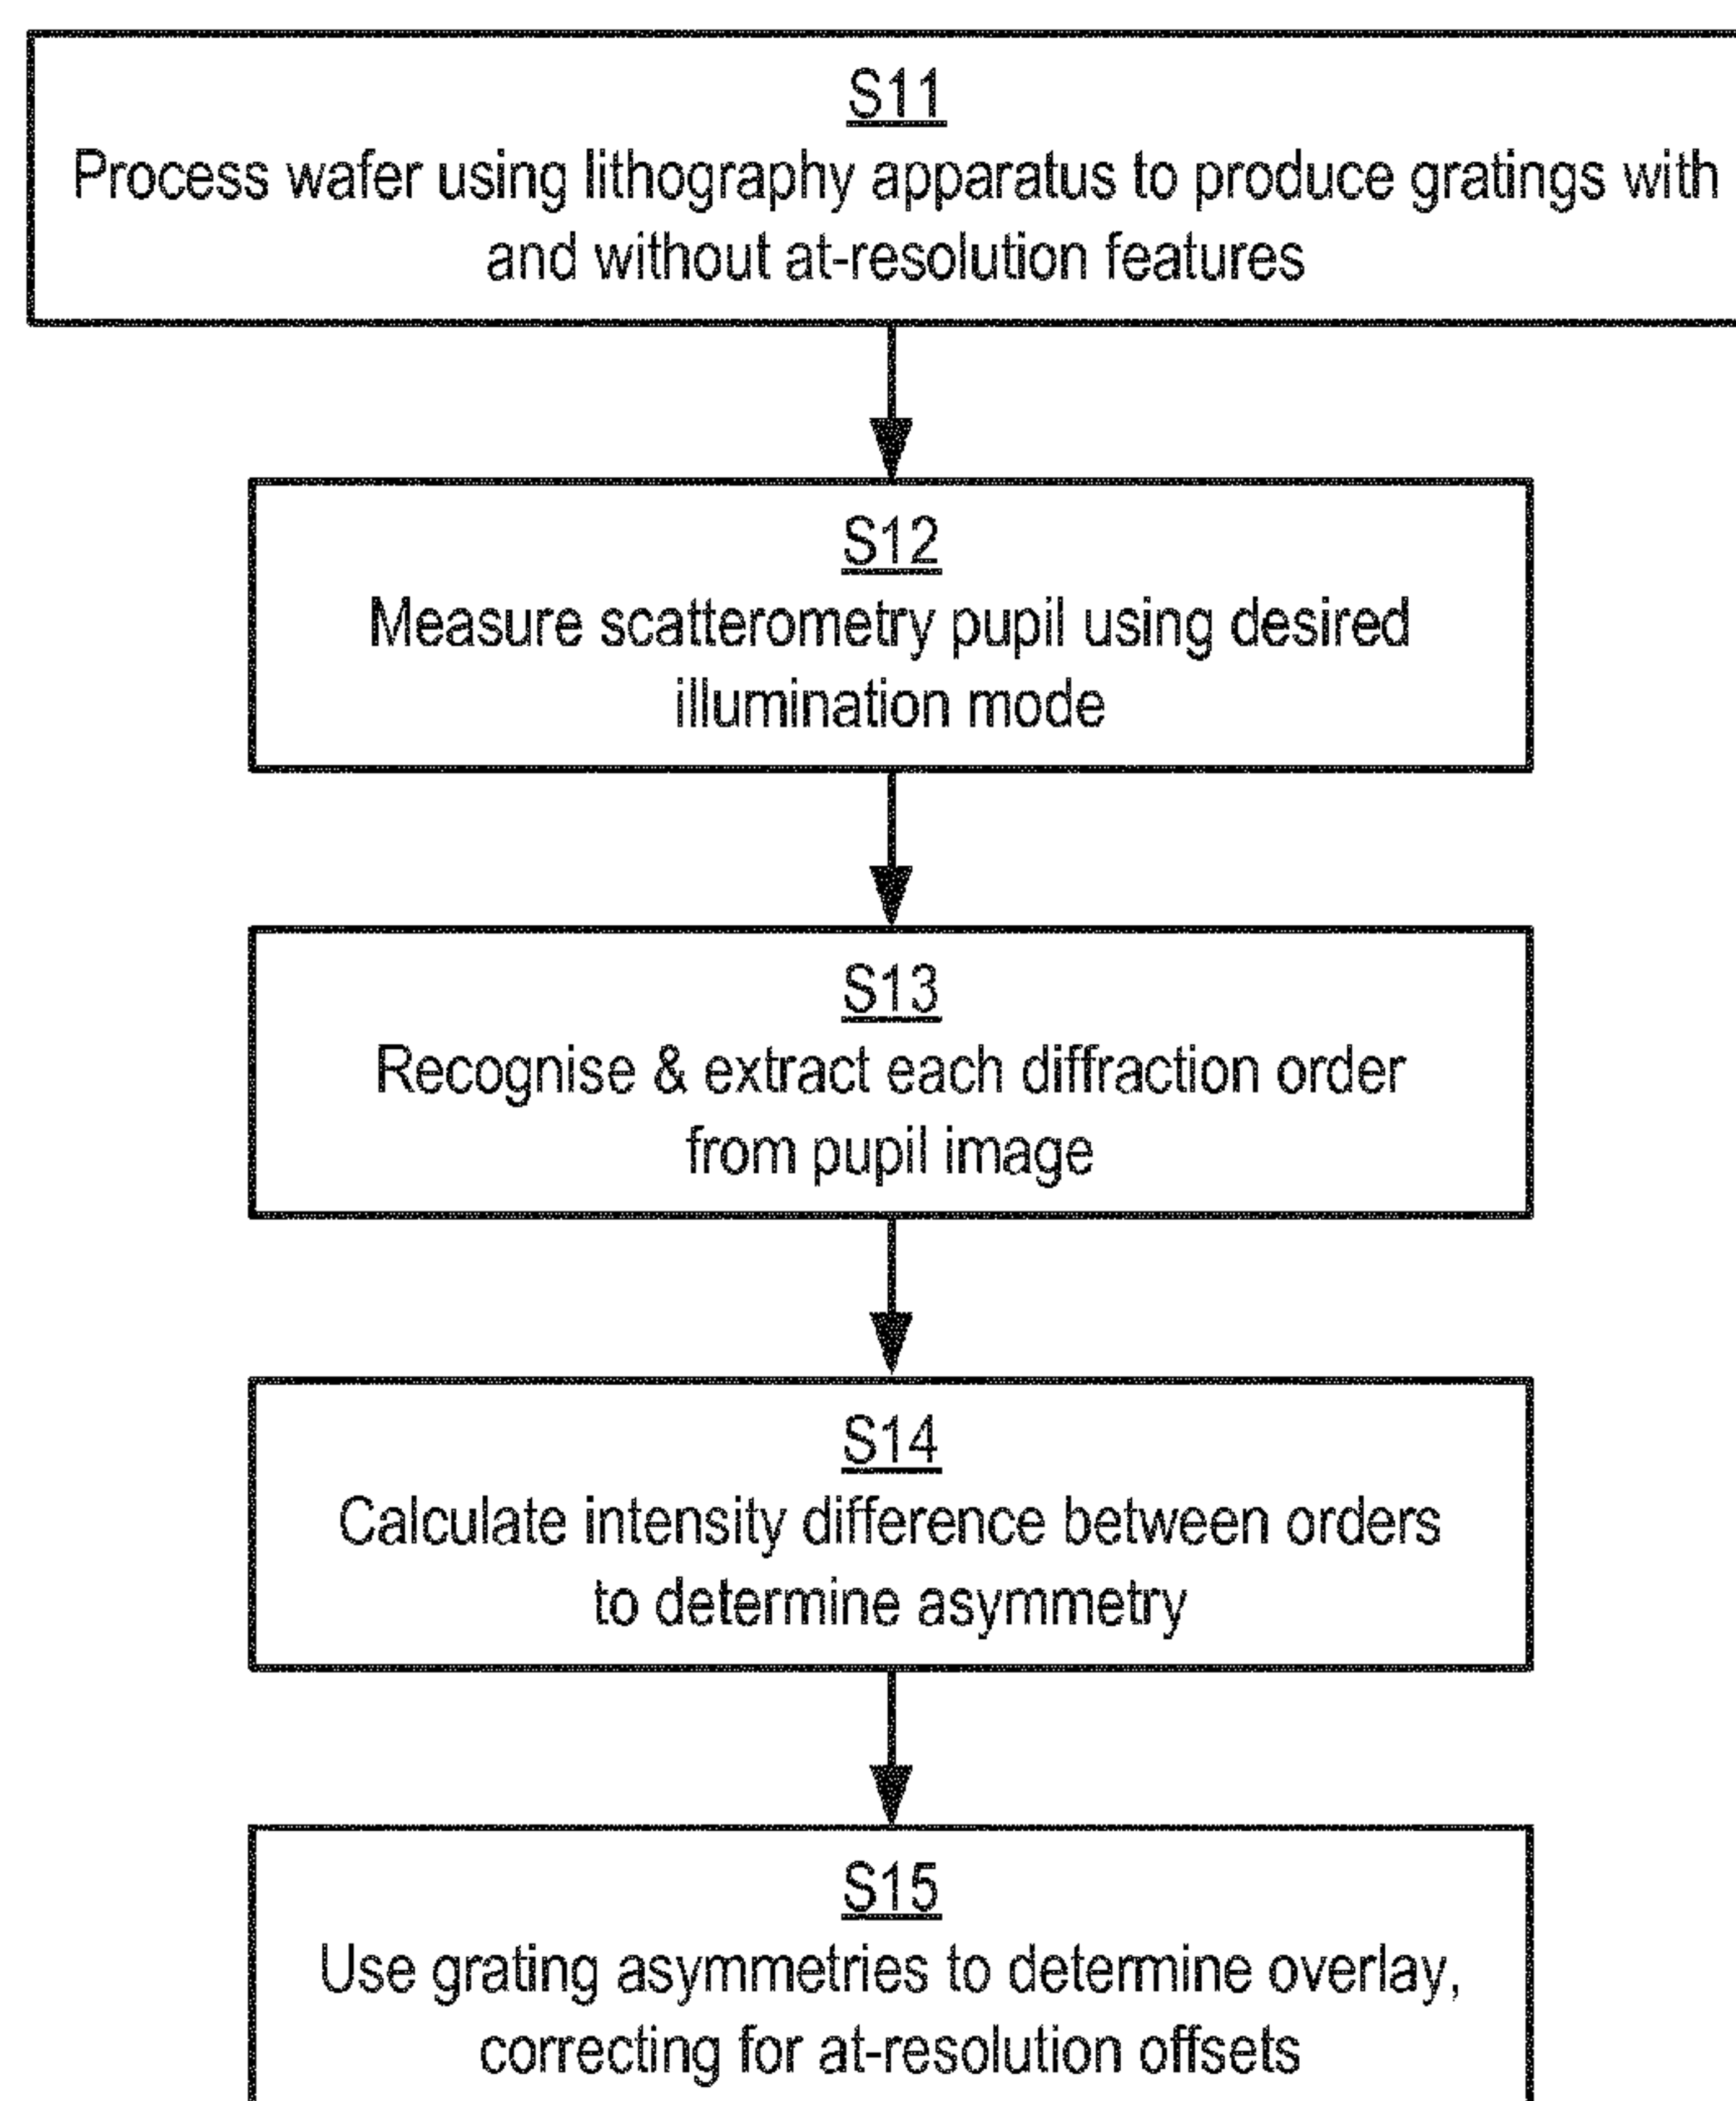 S11
Process wafer using lithography apparatus to produce gratings with
and without at-resolution features
S12
Measure scatterometry pupil using desired
illumination mode
S13
Recognise & extract each diffraction order
from pupil image
S14
Calculate intensity difference between orders
to determine asymmetry
S15
Use grating asymmetries to determine overlay,
correcting for at-resolution offsets